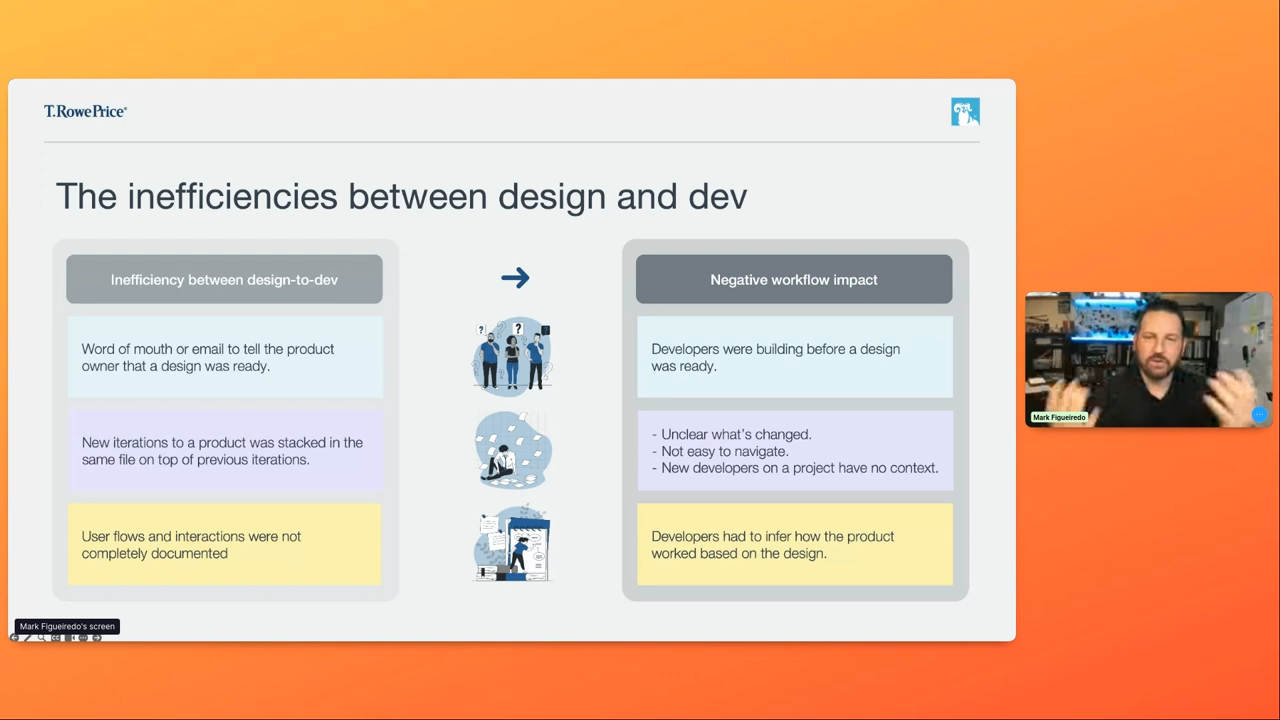 T.RowePrice®
The inefficiencies between design and dev
Inefficiency between design-to-dev
Negative workflow impact
Word of mouth or email to tell the product
owner that a design was ready.
? ? ?
Developers were building before a design
was ready.
New iterations to a product was stacked in the
same file on top of previous iterations.
- Unclear what's changed.
- Not easy to navigate.
- New developers on a project have no context.
User flows and interactions were not
completely documented
Developers had to infer how the product
worked based on the design.
Mark Figueiredo's screen
Mark Figueiredo